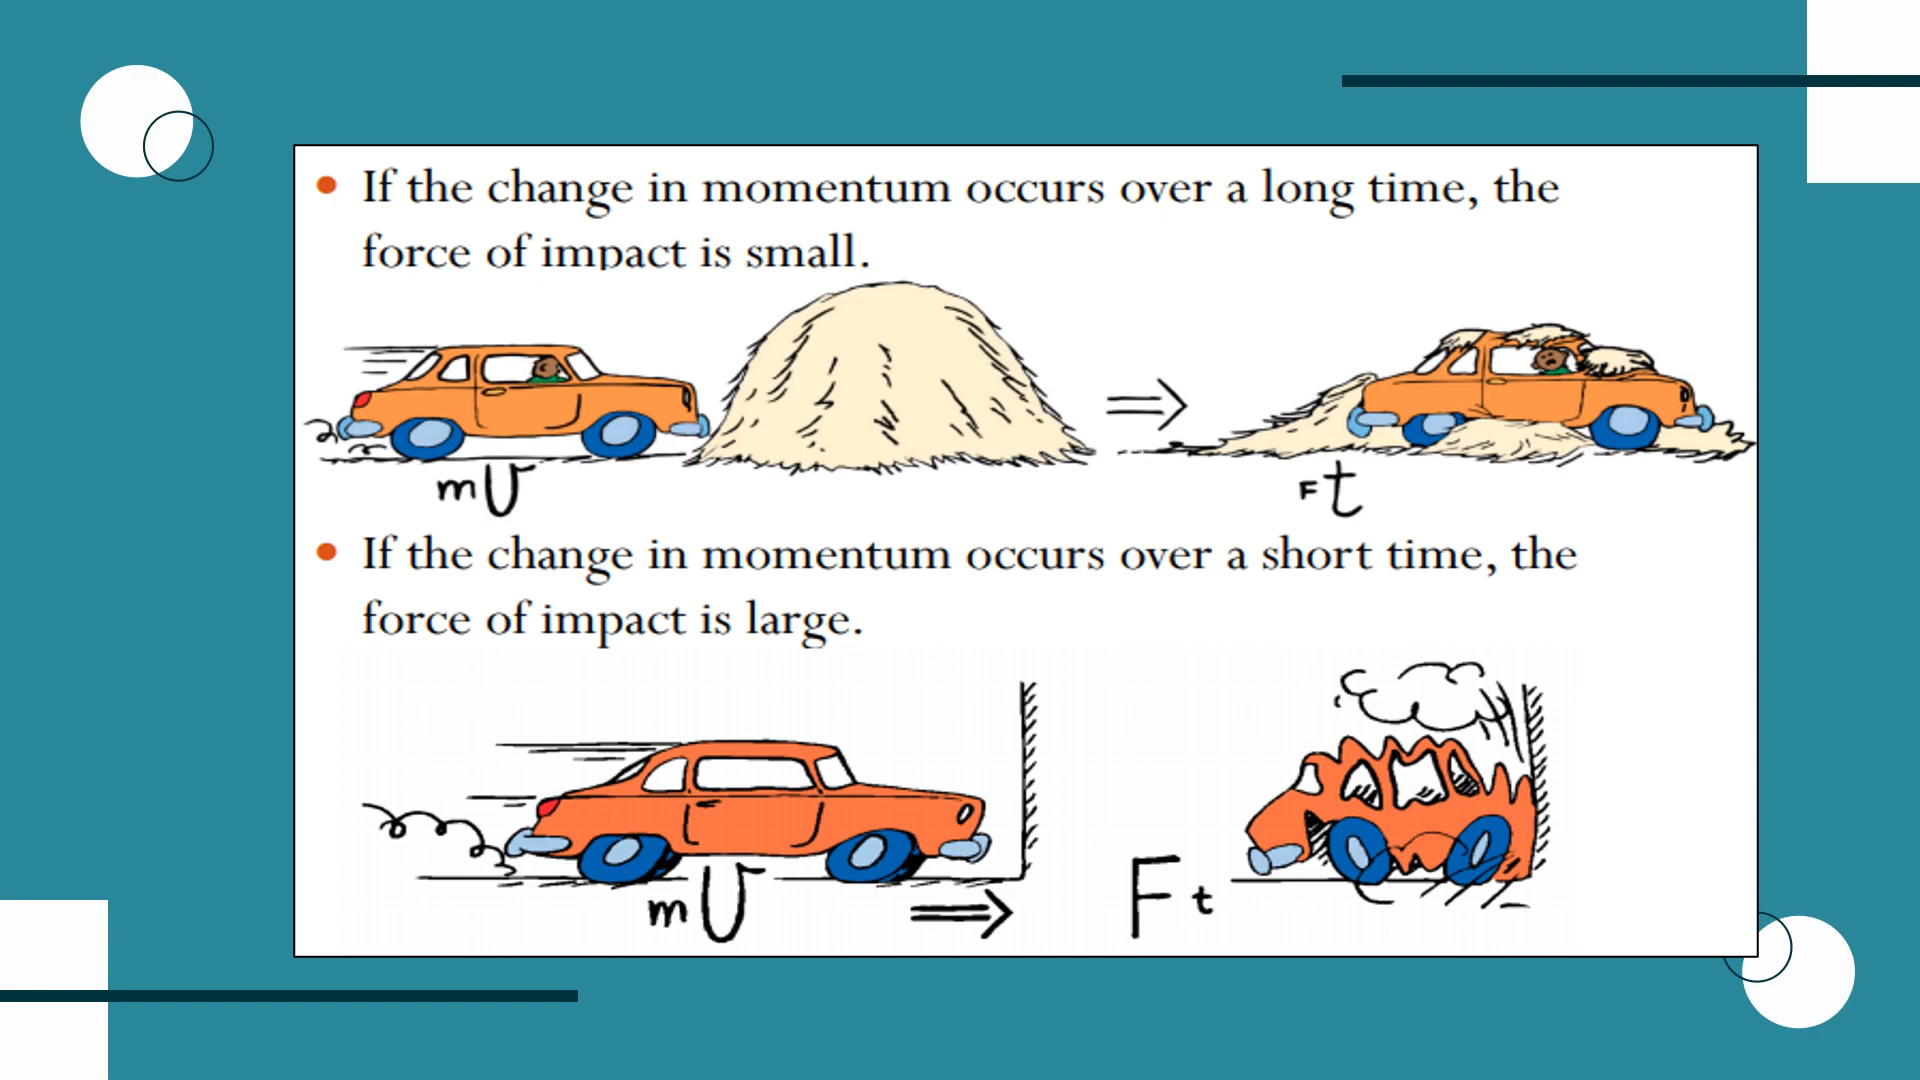 • If the change in momentum occurs over a long time, the
force of impact is small.
mU
Ft
• If the change in momentum occurs over a short time, the
force of impact is large.
mU
Ft